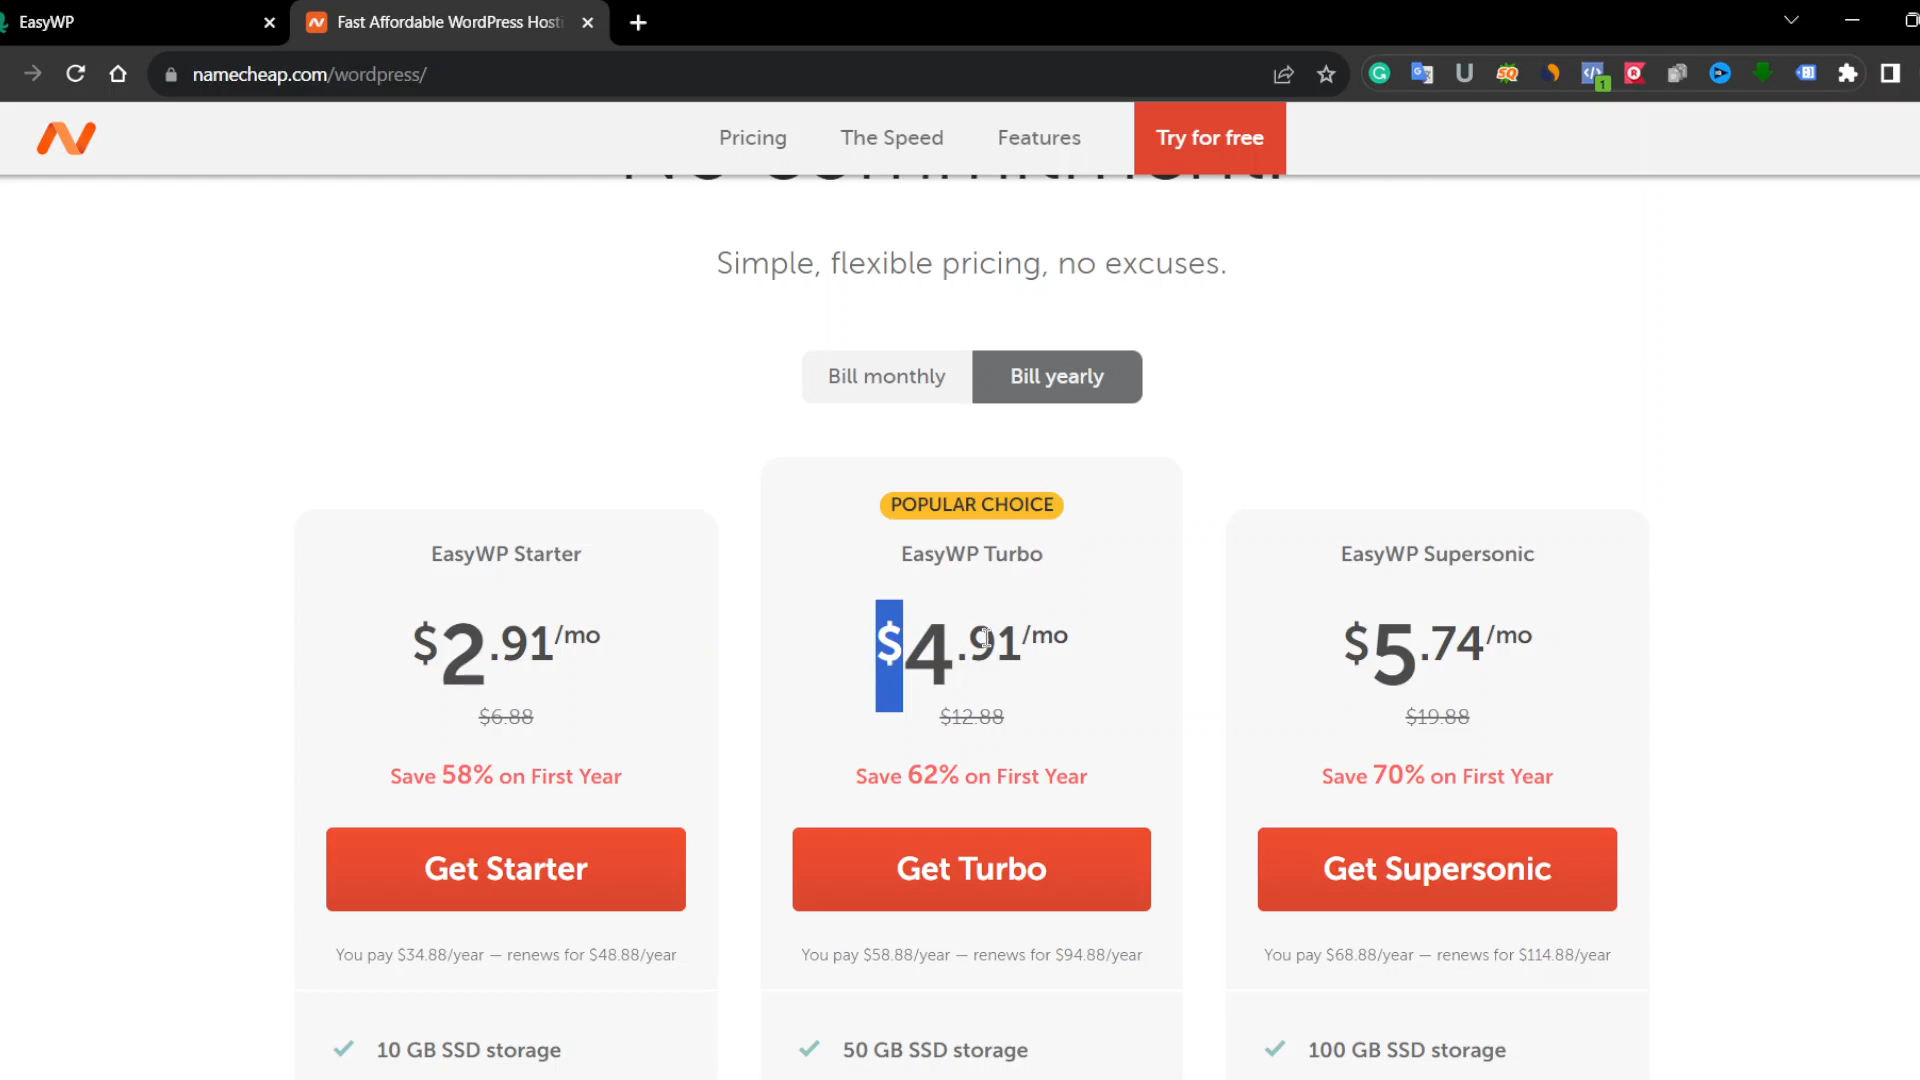 EasyWP
Fast Affordable WordPress Hosti
namecheap.com/wordpress/
Pricing
The Speed
Features
Try for free
No commitment.
Simple, flexible pricing, no excuses.
Bill monthly
Bill yearly
EasyWP Starter
$2.91/mo
$6.88
Save 58% on First Year
Get Starter
You pay $34.88/year — renews for $48.88/year
10 GB SSD storage
POPULAR CHOICE
EasyWP Turbo
$4.91/mo
$12.88
Save 62% on First Year
Get Turbo
You pay $58.88/year — renews for $94.88/year
50 GB SSD storage
EasyWP Supersonic
$5.74/mo
$19.88
Save 70% on First Year
Get Supersonic
You pay $68.88/year — renews for $114.88/year
100 GB SSD storage